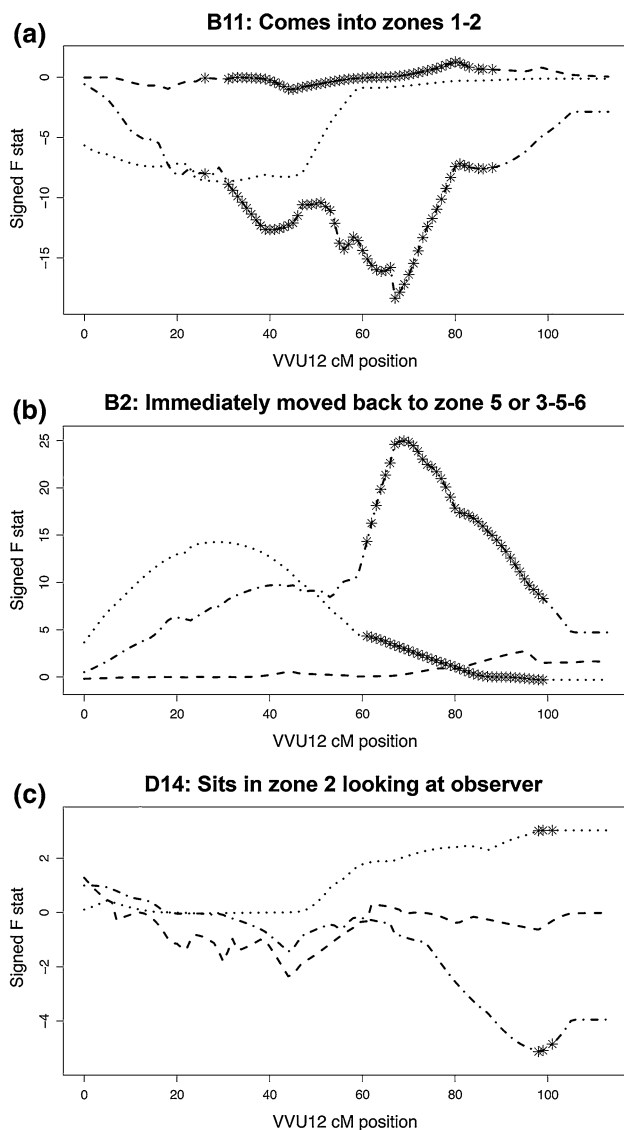 (a)
B11: Comes into zones 1-2
Signed F stat
0
−5
−10
−15
0 20 40 60 80 100
VVU12 cM position
(b)
B2: Immediately moved back to zone 5 or 3-5-6
Signed F stat
25
20
15
10
5
0
0 20 40 60 80 100
VVU12 cM position
(c)
D14: Sits in zone 2 looking at observer
Signed F stat
2
0
−2
−4
0 20 40 60 80 100
VVU12 cM position